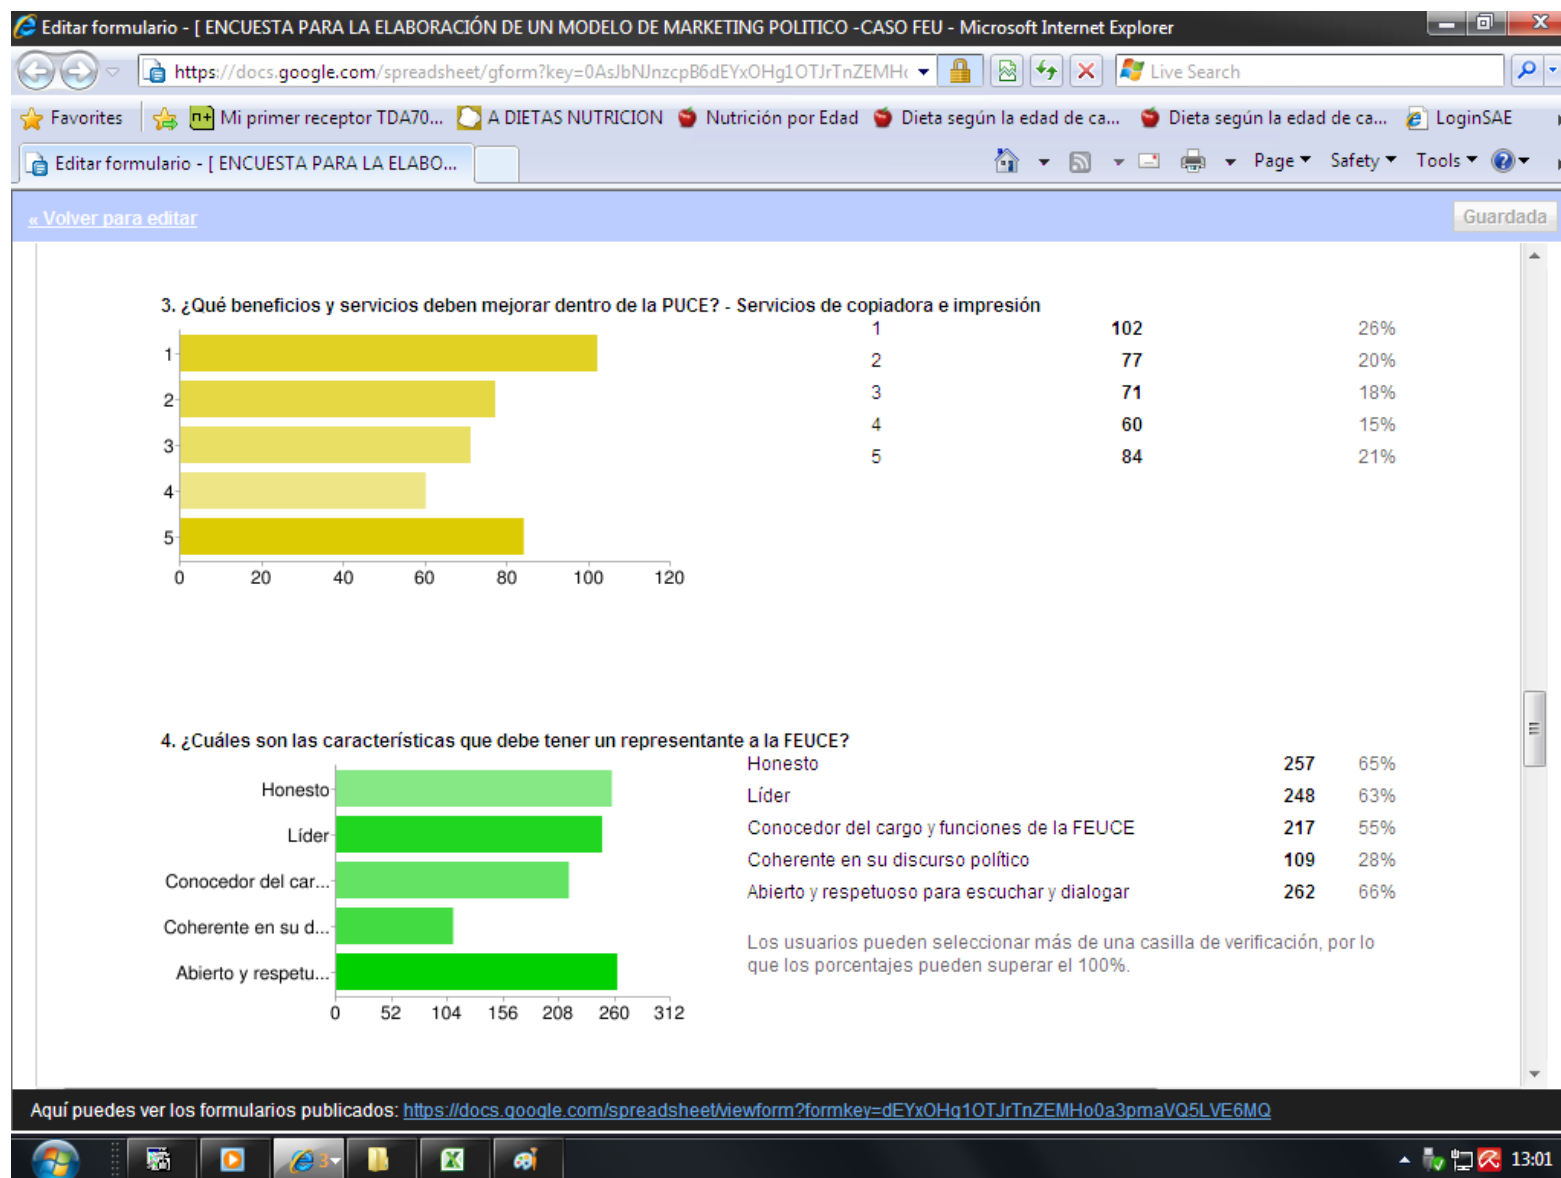 Editar formulario - [ ENCUESTA PARA LA ELABORACIÓN DE UN MODELO DE MARKETING POLITICO -CASO FEU - Microsoft Internet Explorer
https://docs.google.com/spreadsheet/gform?key=0AsJbNJnzcpB6dEYxOHg1OTJrTnZEMH
Live Search
Favorites
Mi primer receptor TDA70...
A DIETAS NUTRICION
Nutrición por Edad
Dieta según la edad de ca...
Dieta según la edad de ca...
LoginSAE
Editar formulario - [ ENCUESTA PARA LA ELABO...
Page
Safety
Tools
« Volver para editar
Guardada
3. ¿Qué beneficios y servicios deben mejorar dentro de la PUCE? - Servicios de copiadora e impresión
1 102 26%
2 77 20%
3 71 18%
4 60 15%
5 84 21%
1
2
3
4
5
0 20 40 60 80 100 120
4. ¿Cuáles son las características que debe tener un representante a la FEUCE?
Honesto
Líder
Conocedor del car...
Coherente en su d...
Abierto y respetu...
0 52 104 156 208 260 312
Honesto 257 65%
Líder 248 63%
Conocedor del cargo y funciones de la FEUCE 217 55%
Coherente en su discurso político 109 28%
Abierto y respetuoso para escuchar y dialogar 262 66%
Los usuarios pueden seleccionar más de una casilla de verificación, por lo
que los porcentajes pueden superar el 100%.
Aquí puedes ver los formularios publicados: https://docs.google.com/spreadsheet/viewform?formkey=dEYxOHg1OTJrTnZEMHo0a3pmaVQ5LVE6MQ
3
13:01